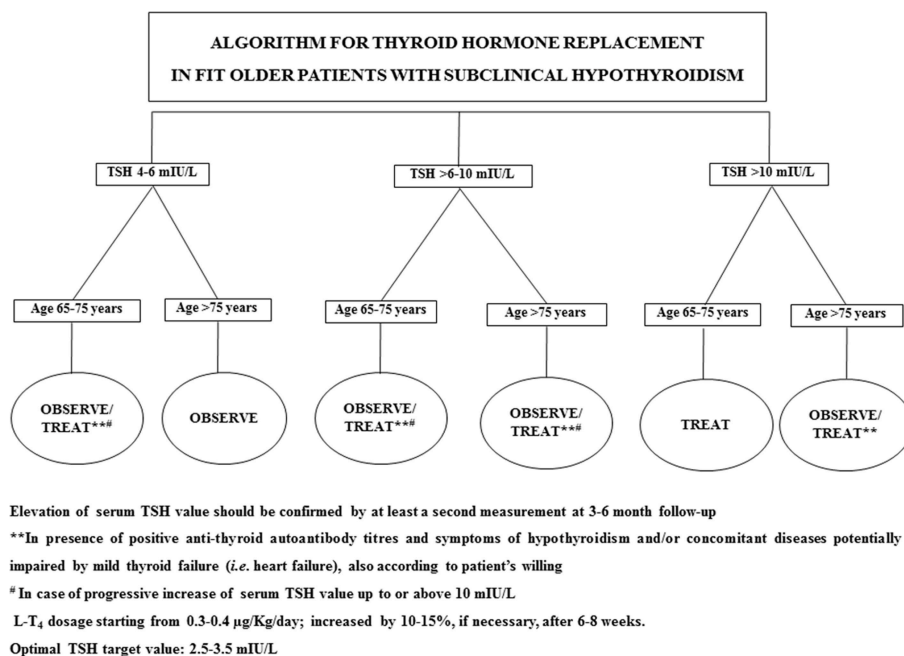 ALGORITHM FOR THYROID HORMONE REPLACEMENT
IN FIT OLDER PATIENTS WITH SUBCLINICAL HYPOTHYROIDISM
TSH 4-6 mIU/L
TSH >6-10 mIU/L
TSH >10 mIU/L
Age 65-75 years
Age >75 years
Age 65-75 years
Age >75 years
Age 65-75 years
Age >75 years
OBSERVE/
TREAT**#
OBSERVE
OBSERVE/
TREAT**#
OBSERVE/
TREAT**#
TREAT
OBSERVE/
TREAT**
Elevation of serum TSH value should be confirmed by at least a second measurement at 3-6 month follow-up
**In presence of positive anti-thyroid autoantibody titres and symptoms of hypothyroidism and/or concomitant diseases potentially
impaired by mild thyroid failure (i.e. heart failure), also according to patient's willing
# In case of progressive increase of serum TSH value up to or above 10 mIU/L
L-T₄ dosage starting from 0.3-0.4 µg/Kg/day; increased by 10-15%, if necessary, after 6-8 weeks.
Optimal TSH target value: 2.5-3.5 mIU/L